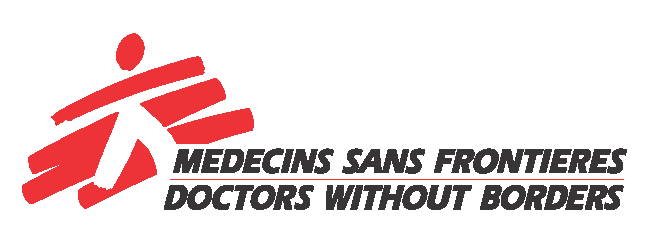 MEDECINS SANS FRONTIERES
DOCTORS WITHOUT BORDERS